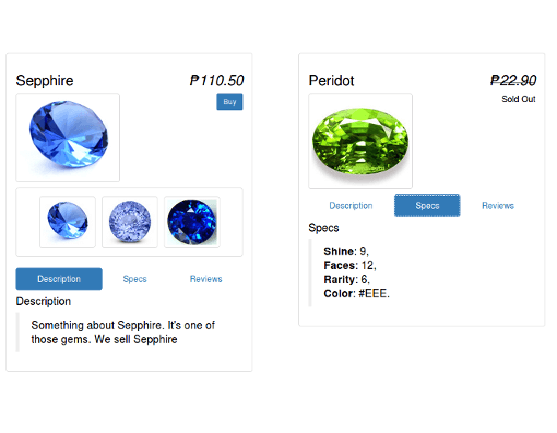 Sepphire ₱110.50
Buy
Description Specs Reviews
Description
Something about Sepphire. It's one of
those gems. We sell Sepphire
Peridot ₱22.90
Sold Out
Description Specs Reviews
Specs
Shine: 9,
Faces: 12,
Rarity: 6,
Color: #EEE.